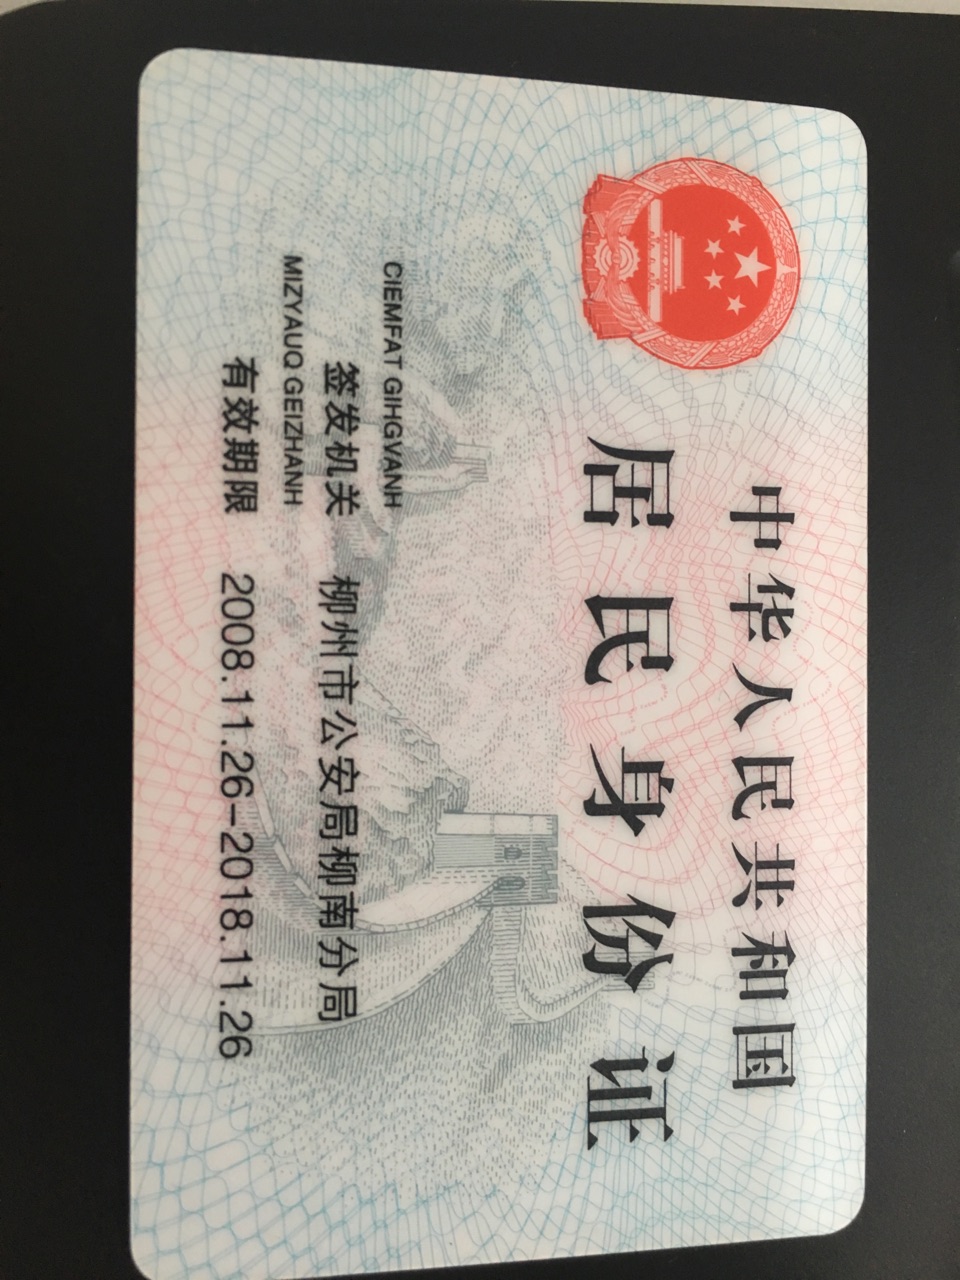 中华人民共和国
居民身份证
CIEMFAT GIHGVANH
签发机关 柳州市公安局柳南分局
MIZYAUQ GEIZHANH
有效期限 2008.11.26-2018.11.26